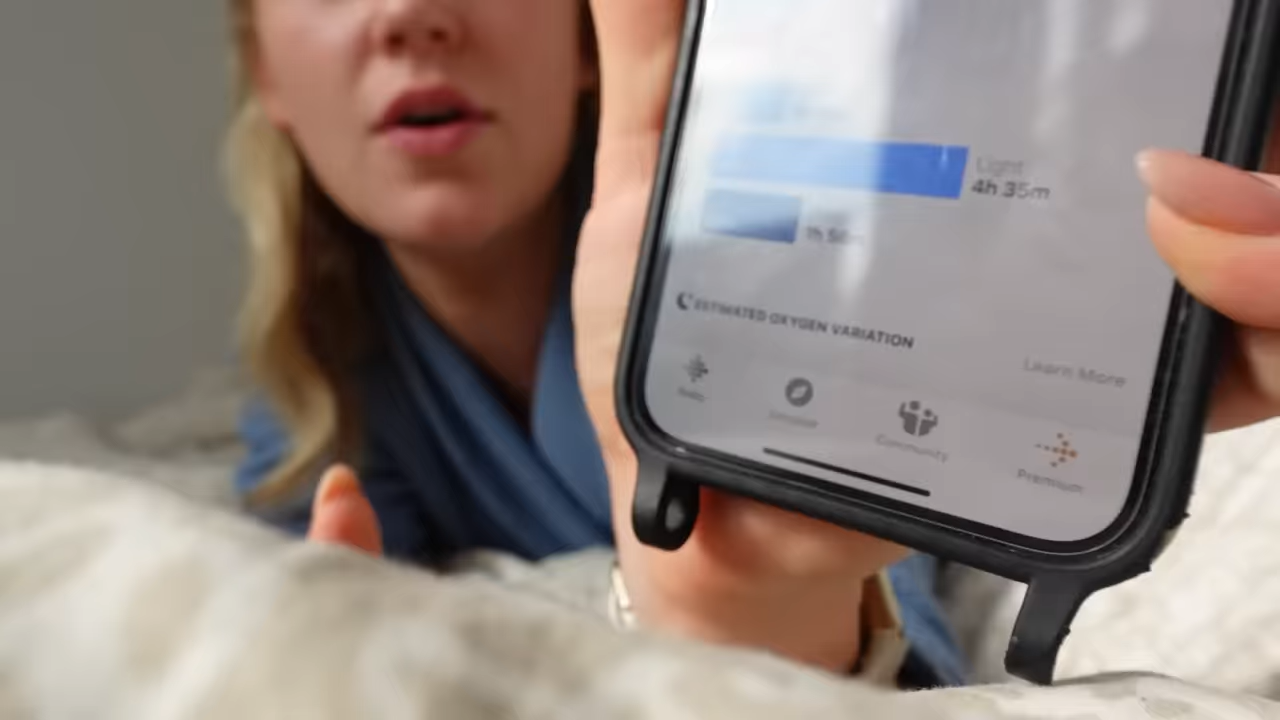 Light
4h 35m
ESTIMATED OXYGEN VARIATION
Learn More
Community
Premium